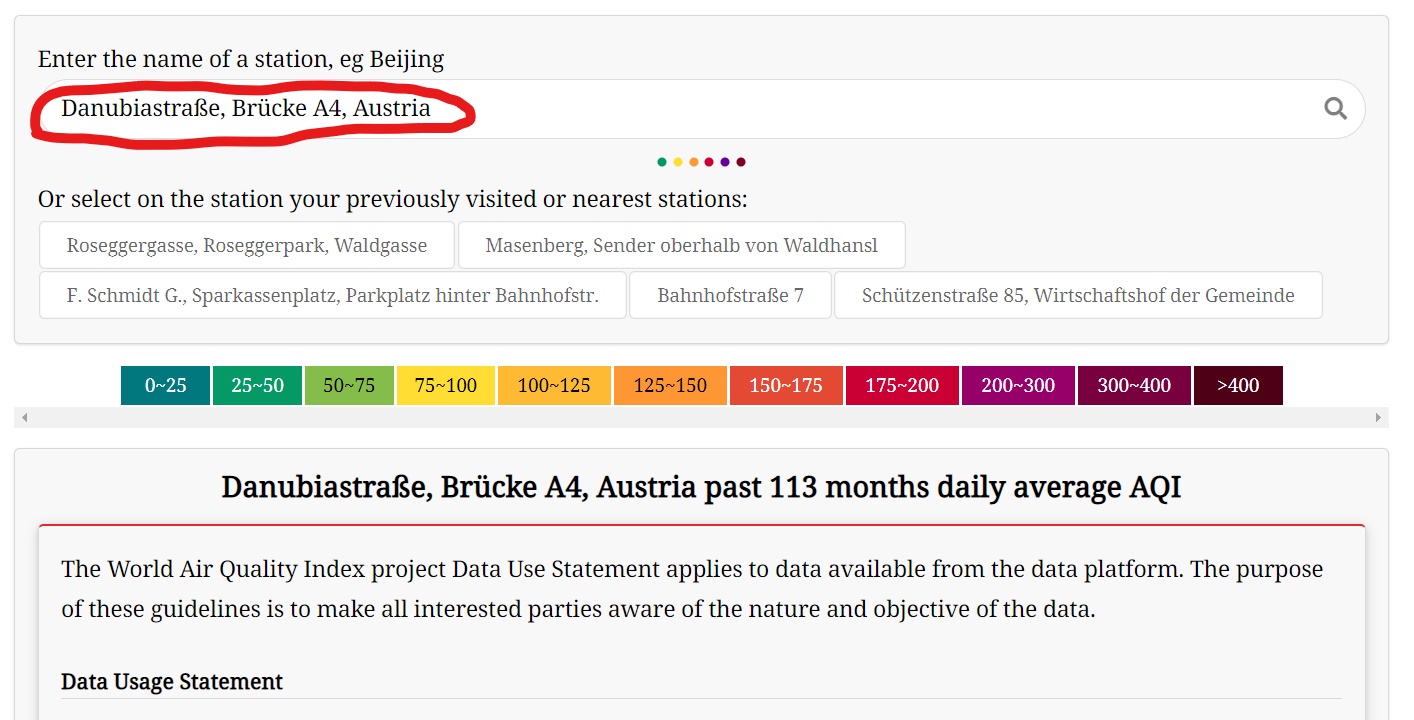 Enter the name of a station, eg Beijing
Danubiastraße, Brücke A4, Austria
Or select on the station your previously visited or nearest stations:
Roseggergasse, Roseggerpark, Waldgasse Masenberg, Sender oberhalb von Waldhansl
F. Schmidt G., Sparkassenplatz, Parkplatz hinter Bahnhofstr. Bahnhofstraße 7 Schützenstraße 85, Wirtschaftshof der Gemeinde
0~25 25~50 50~75 75~100 100~125 125~150 150~175 175~200 200~300 300~400 >400
Danubiastraße, Brücke A4, Austria past 113 months daily average AQI
The World Air Quality Index project Data Use Statement applies to data available from the data platform. The purpose
of these guidelines is to make all interested parties aware of the nature and objective of the data.
Data Usage Statement